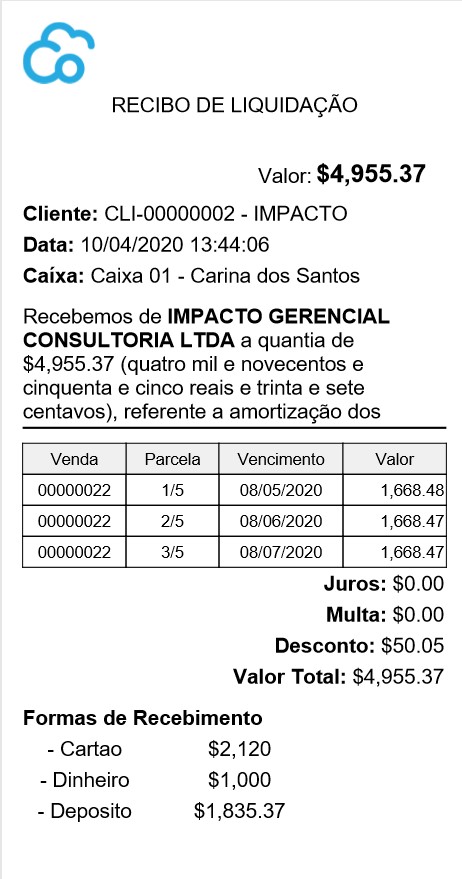 RECIBO DE LIQUIDAÇÃO
Valor: $4,955.37
Cliente: CLI-00000002 - IMPACTO
Data: 10/04/2020 13:44:06
Caíxa: Caixa 01 - Carina dos Santos
Recebemos de IMPACTO GERENCIAL
CONSULTORIA LTDA a quantia de
$4,955.37 (quatro mil e novecentos e
cinquenta e cinco reais e trinta e sete
centavos), referente a amortização dos
Venda Parcela Vencimento Valor
00000022 1/5 08/05/2020 1,668.48
00000022 2/5 08/06/2020 1,668.47
00000022 3/5 08/07/2020 1,668.47
Juros: $0.00
Multa: $0.00
Desconto: $50.05
Valor Total: $4,955.37
Formas de Recebimento
- Cartao $2,120
- Dinheiro $1,000
- Deposito $1,835.37